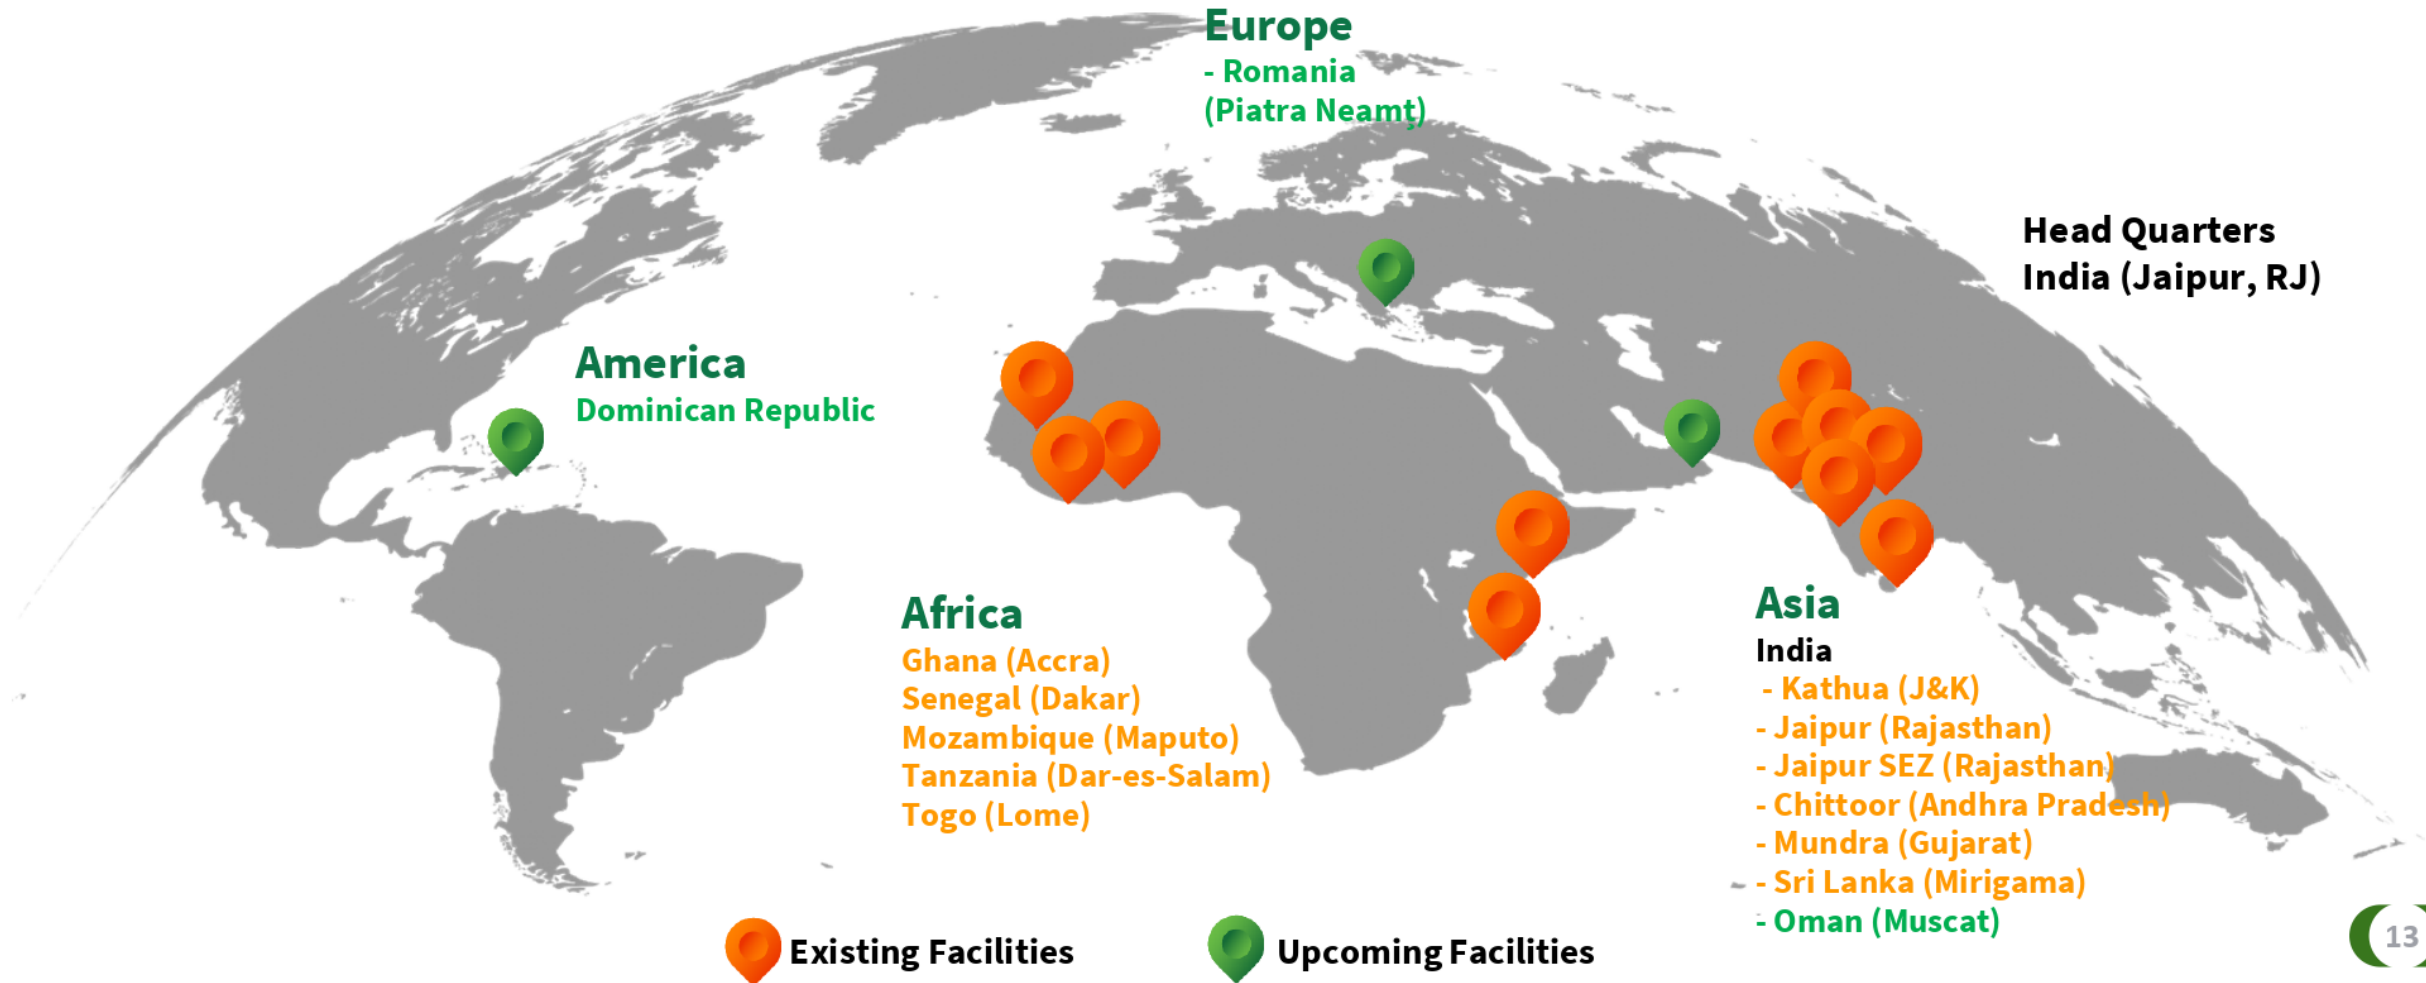 Europe
- Romania
(Piatra Neamţ)
Head Quarters
India (Jaipur, RJ)
America
Dominican Republic
Africa
Ghana (Accra)
Senegal (Dakar)
Mozambique (Maputo)
Tanzania (Dar-es-Salam)
Togo (Lome)
Asia
India
- Kathua (J&K)
- Jaipur (Rajasthan)
- Jaipur SEZ (Rajasthan)
- Chittoor (Andhra Pradesh)
- Mundra (Gujarat)
- Sri Lanka (Mirigama)
- Oman (Muscat)
Existing Facilities
Upcoming Facilities
13